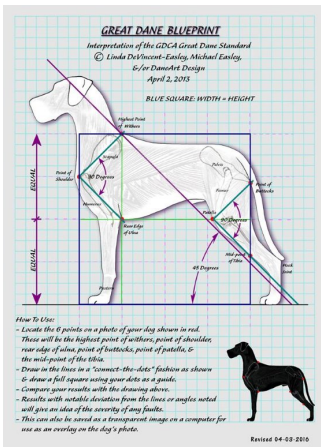 GREAT DANE BLUEPRINT
Interpretation of the GDCA Great Dane Standard
© Linda DeVincent-Easley, Michael Easley,
&/or DaneArt Design
April 2, 2013
BLUE SQUARE: WIDTH = HEIGHT
Highest Point
of Withers
Scapula
Point of
Shoulder
90 Degrees
Humerus
Pelvis
Point of
Buttocks
Femur
Patella
90 Degrees
Rear Edge
of Ulna
Mid-point
of Tibia
Hock
Joint
45 Degrees
Pastern
EQUAL
EQUAL
How To Use:
- Locate the 6 points on a photo of your dog shown in red.
These will be the highest point of withers, point of shoulder,
rear edge of ulna, point of buttocks, point of patella, &
the mid-point of the tibia.
- Draw in the lines in a "connect-the-dots" fashion as shown
& draw a full square using your dots as a guide.
- Compare your results with the drawing above.
- Results with notable deviation from the lines or angles noted
will give an idea of the severity of any faults.
- This can also be saved as a transparent image on a computer for
use as an overlay on the dog's photo.
Revised 04-03-2016